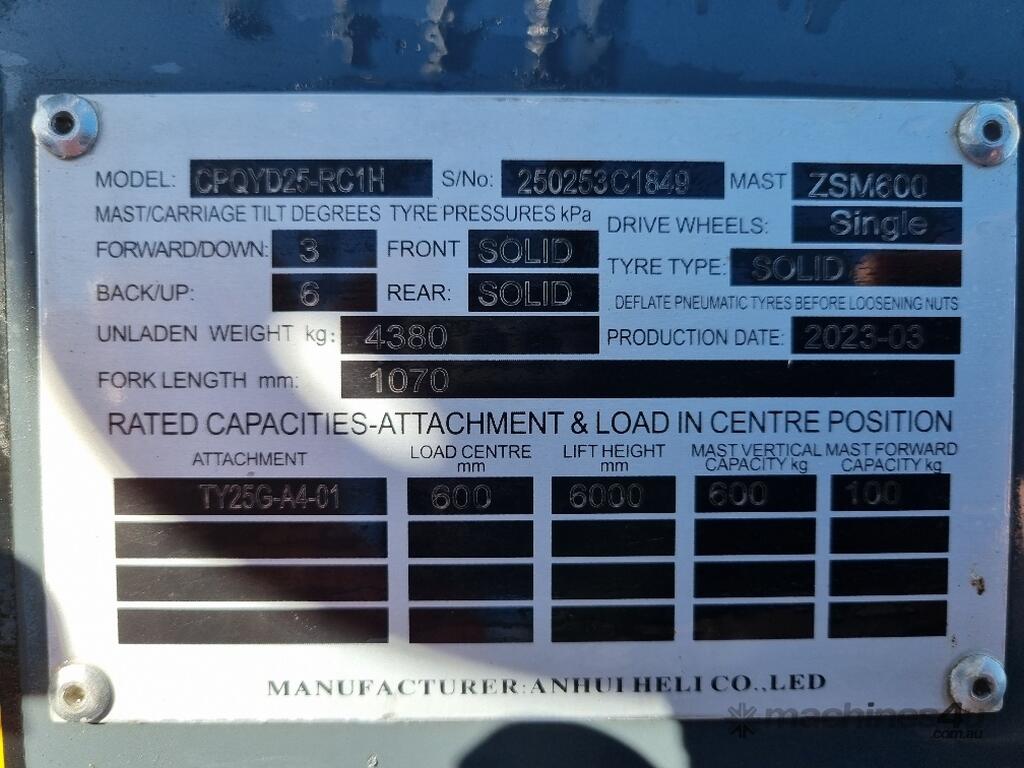 MODEL: CPQYD25-RC1H S/No: 250253C1849 MAST ZSM600
MAST/CARRIAGE TILT DEGREES TYRE PRESSURES kPa DRIVE WHEELS: Single
FORWARD/DOWN: 3 FRONT SOLID TYRE TYPE: SOLID
BACK/UP: 6 REAR: SOLID DEFLATE PNEUMATIC TYRES BEFORE LOOSENING NUTS
UNLADEN WEIGHT kg: 4380 PRODUCTION DATE: 2023-03
FORK LENGTH mm: 1070
RATED CAPACITIES-ATTACHMENT & LOAD IN CENTRE POSITION
ATTACHMENT LOAD CENTRE mm LIFT HEIGHT mm MAST VERTICAL CAPACITY kg MAST FORWARD CAPACITY kg
TY25G-A4-01 600 6000 600 100
MANUFACTURER: ANHUI HELI CO.,LED
machines4u
.com.au